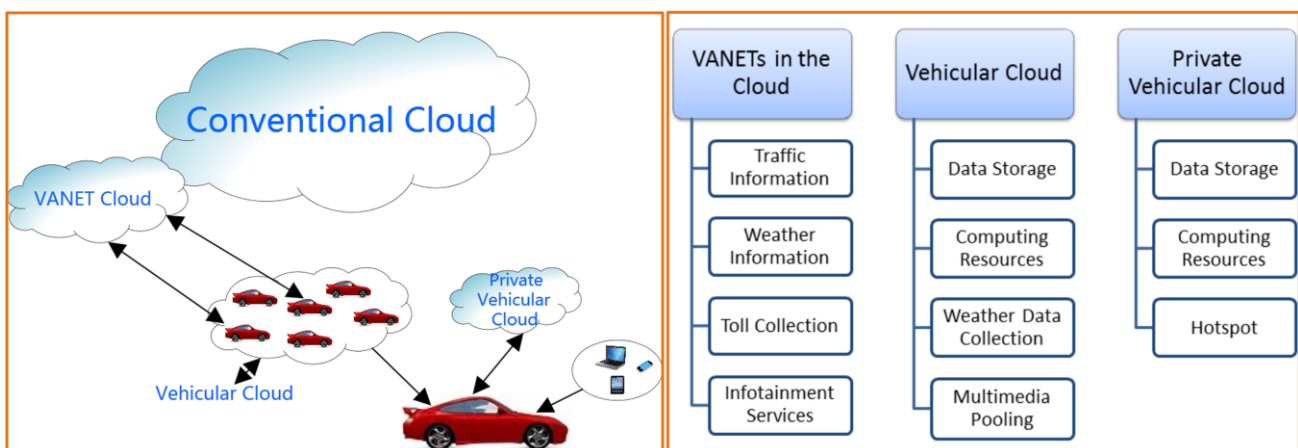 Conventional Cloud
VANET Cloud
Private
Vehicular
Cloud
Vehicular Cloud
VANETs in the
Cloud
Traffic
Information
Weather
Information
Toll Collection
Infotainment
Services
Vehicular Cloud
Data Storage
Computing
Resources
Weather Data
Collection
Multimedia
Pooling
Private
Vehicular Cloud
Data Storage
Computing
Resources
Hotspot